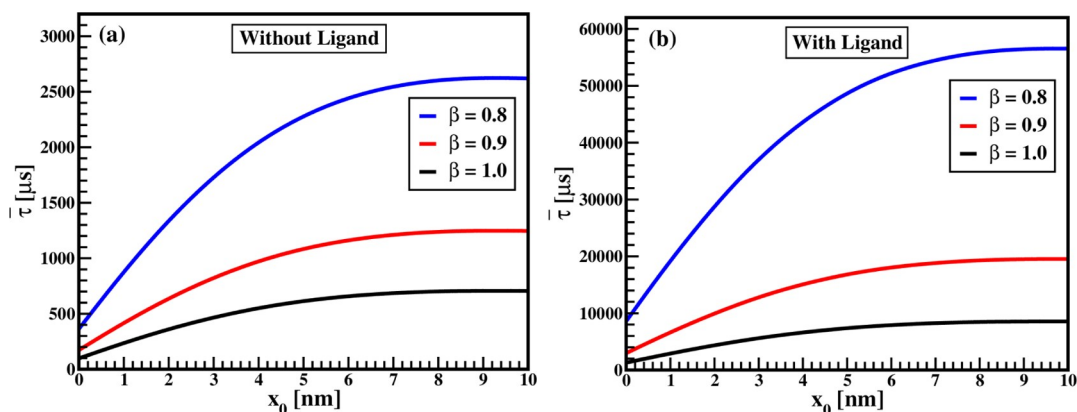 (a)
Without Ligand
β = 0.8
β = 0.9
β = 1.0
3000
2500
2000
1500
1000
500
0
τ̄ [μs]
0 1 2 3 4 5 6 7 8 9 10
x₀ [nm]
(b)
With Ligand
β = 0.8
β = 0.9
β = 1.0
60000
50000
40000
30000
20000
10000
0
τ̄ [μs]
0 1 2 3 4 5 6 7 8 9 10
x₀ [nm]